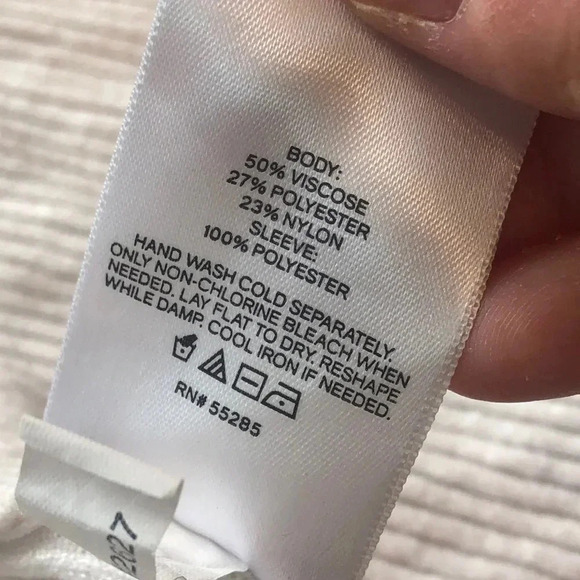 BODY:
50% VISCOSE
27% POLYESTER
23% NYLON
SLEEVE:
100% POLYESTER
HAND WASH COLD SEPARATELY.
ONLY NON-CHLORINE BLEACH WHEN
NEEDED. LAY FLAT TO DRY. RESHAPE
WHILE DAMP. COOL IRON IF NEEDED.
RN# 55285
2627